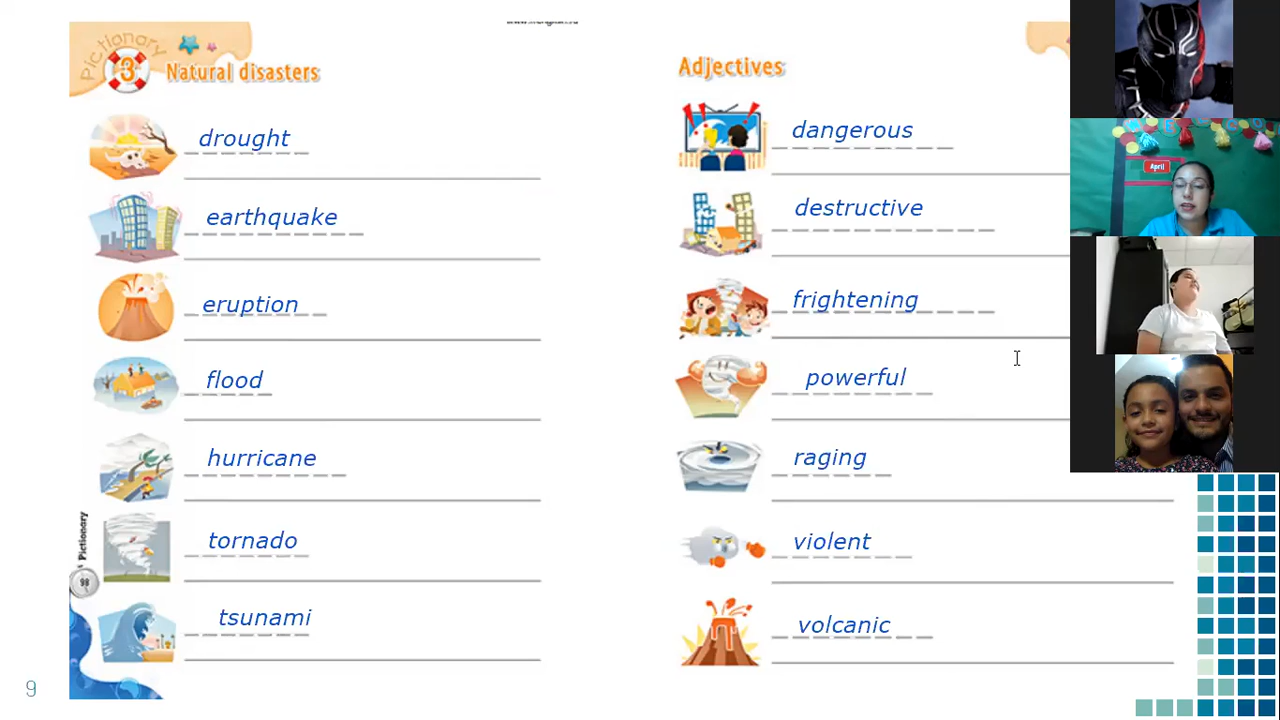 Pictionary
3
Natural disasters
drought
earthquake
eruption
flood
hurricane
tornado
tsunami
Pictionary
98
9
Adjectives
dangerous
destructive
frightening
powerful
raging
violent
volcanic
April